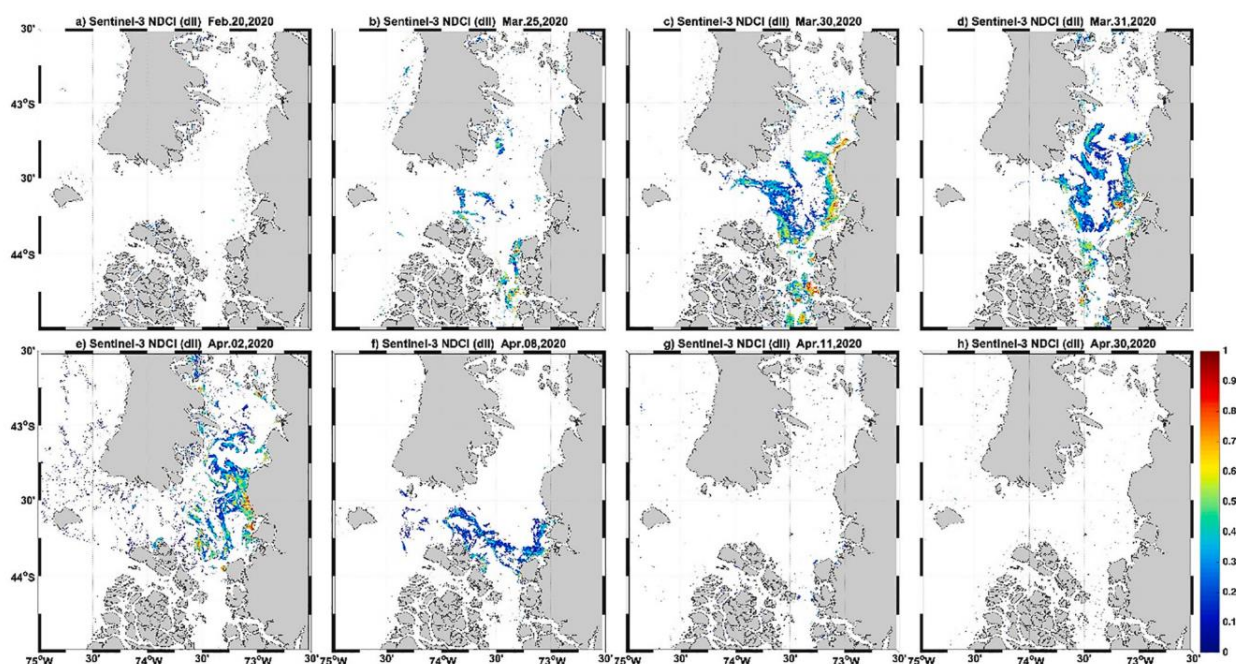 a) Sentinel-3 NDCI (dll) Feb.20,2020
b) Sentinel-3 NDCI (dll) Mar.25,2020
c) Sentinel-3 NDCI (dll) Mar.30,2020
d) Sentinel-3 NDCI (dll) Mar.31,2020
30'
43°S
30'
44°S
e) Sentinel-3 NDCI (dll) Apr.02,2020
f) Sentinel-3 NDCI (dll) Apr.08,2020
g) Sentinel-3 NDCI (dll) Apr.11,2020
h) Sentinel-3 NDCI (dll) Apr.30,2020
30'
43°S
30'
44°S
75°W 30' 74°W 30' 73°W 30'
75°W 30' 74°W 30' 73°W 30'
75°W 30' 74°W 30' 73°W 30'
75°W 30' 74°W 30' 73°W 30'
1
0.9
0.8
0.7
0.6
0.5
0.4
0.3
0.2
0.1
0